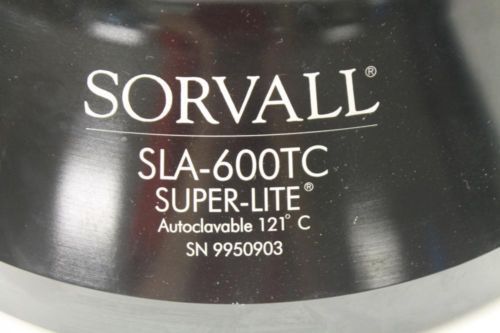 SORVALL®
SLA-600TC
SUPER-LITE®
Autoclavable 121° C
SN 9950903